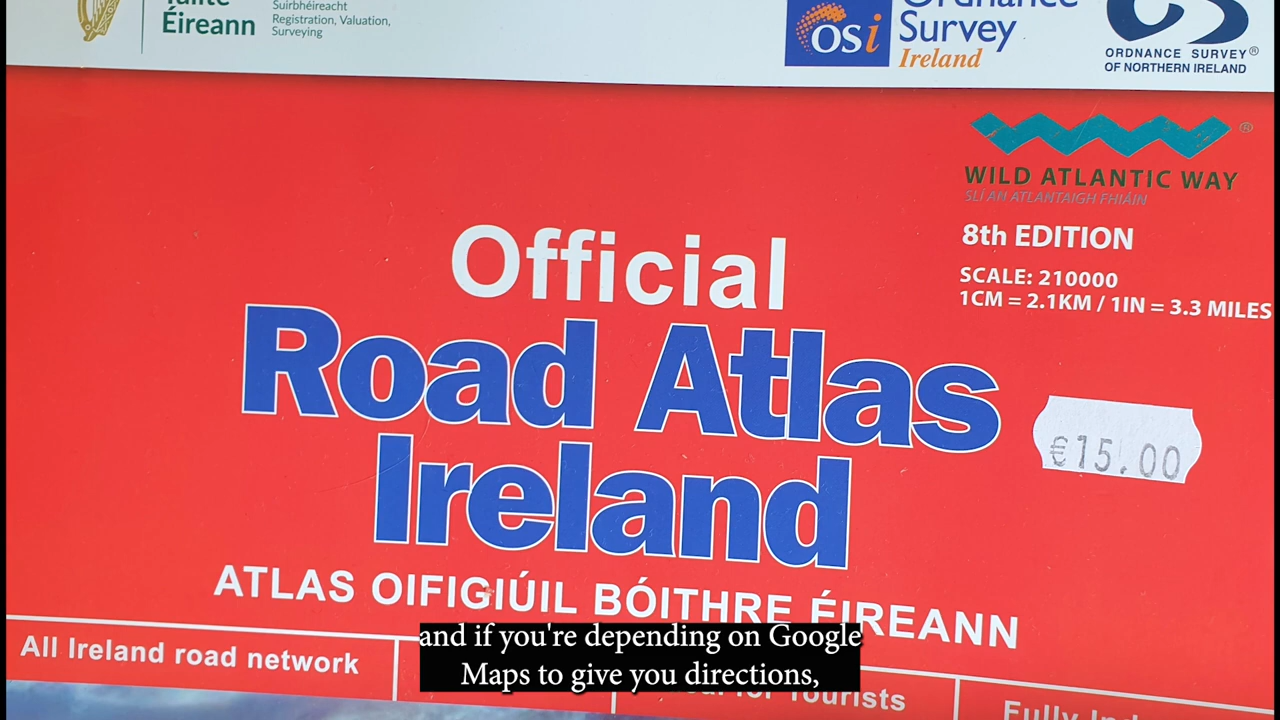 Éireann
Suirbhéireacht
Registration, Valuation,
Surveying
osi
Ordnance
Survey
Ireland
ORDNANCE SURVEY®
OF NORTHERN IRELAND
®
WILD ATLANTIC WAY
SLÍ AN ATLANTAIGH FHIÁIN
8th EDITION
SCALE: 210000
1CM = 2.1KM / 1IN = 3.3 MILES
Official
Road Atlas
Ireland
€15.00
ATLAS OIFIGIÚIL BÓITHRE ÉIREANN
All Ireland road network
for Tourists
Fully
and if you're depending on Google
Maps to give you directions,